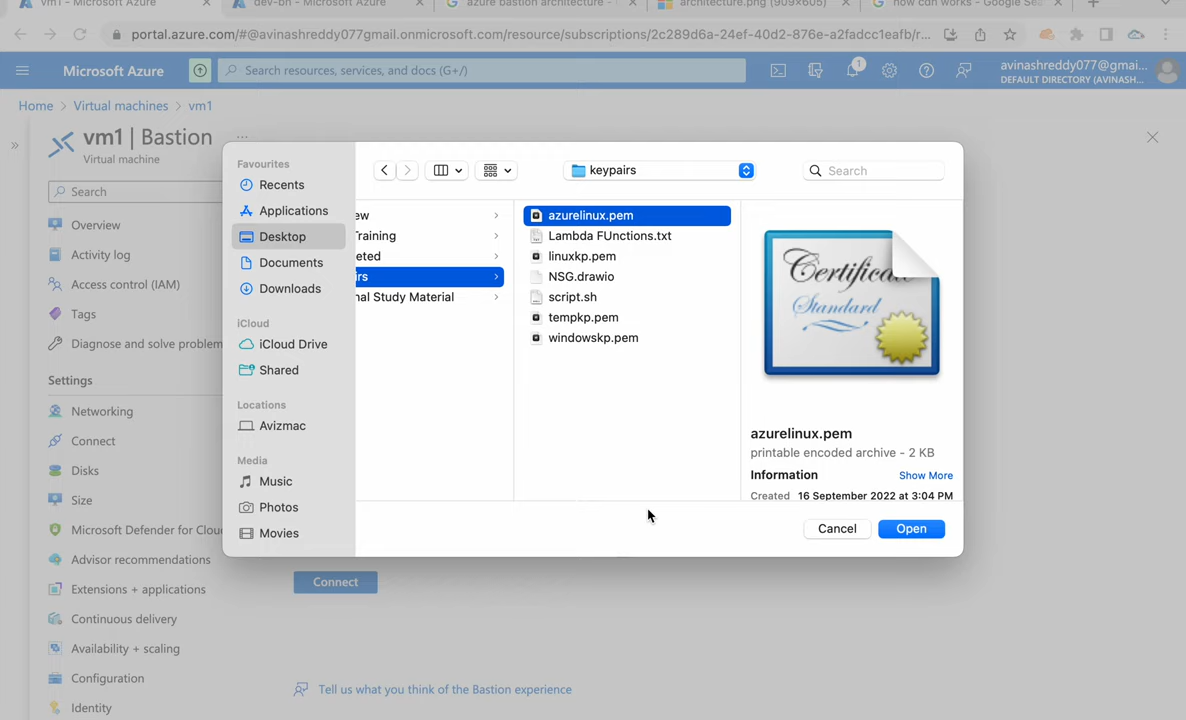 vm1 - Microsoft Azure
dev-bh - Microsoft Azure
azure bastion architecture -
architecture.png (909×605)
how cdn works - Google Sea
portal.azure.com/#@avinashreddy077gmail.onmicrosoft.com/resource/subscriptions/2c289d6a-24ef-40d2-876e-a2fadcc1eafb/r...
Microsoft Azure
Search resources, services, and docs (G+/)
1
avinashreddy077@gmai...
DEFAULT DIRECTORY (AVINASH...
Home > Virtual machines > vm1
vm1 | Bastion ...
Virtual machine
Search
Overview
Activity log
Access control (IAM)
Tags
Diagnose and solve problem
Settings
Networking
Connect
Disks
Size
Microsoft Defender for Clou
Advisor recommendations
Extensions + applications
Continuous delivery
Availability + scaling
Configuration
Identity
Favourites
Recents
Applications
Desktop
Documents
Downloads
iCloud
iCloud Drive
Shared
Locations
Avizmac
Media
Music
Photos
Movies
keypairs
Search
ew
Training
eted
irs
nal Study Material
azurelinux.pem
Lambda FUnctions.txt
linuxkp.pem
NSG.drawio
script.sh
tempkp.pem
windowskp.pem
Certificate
Standard
azurelinux.pem
printable encoded archive - 2 KB
Information
Show More
Created 16 September 2022 at 3:04 PM
Cancel
Open
Connect
Tell us what you think of the Bastion experience